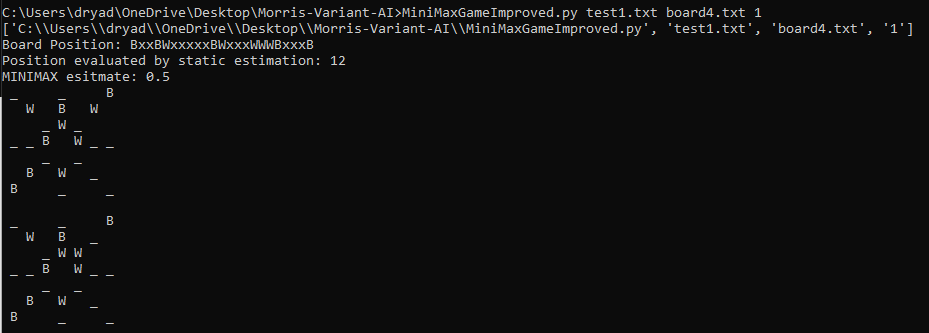 C:\Users\dryad\OneDrive\Desktop\Morris-Variant-AI>MiniMaxGameImproved.py test1.txt board4.txt 1
['C:\\Users\\dryad\\OneDrive\\Desktop\\Morris-Variant-AI\\MiniMaxGameImproved.py', 'test1.txt', 'board4.txt', '1']
Board Position: BxxBWxxxxxBWxxxWWWBxxxB
Position evaluated by static estimation: 12
MINIMAX esitmate: 0.5
 _     _     B
   W   B   W
     _ W _
 _ _ B   W _ _
     _   _
   B   W   _
 B     _     _

 _     _     B
   W   B   _
     _ W W
 _ _ B   W _ _
     _   _
   B   W   _
 B     _     _